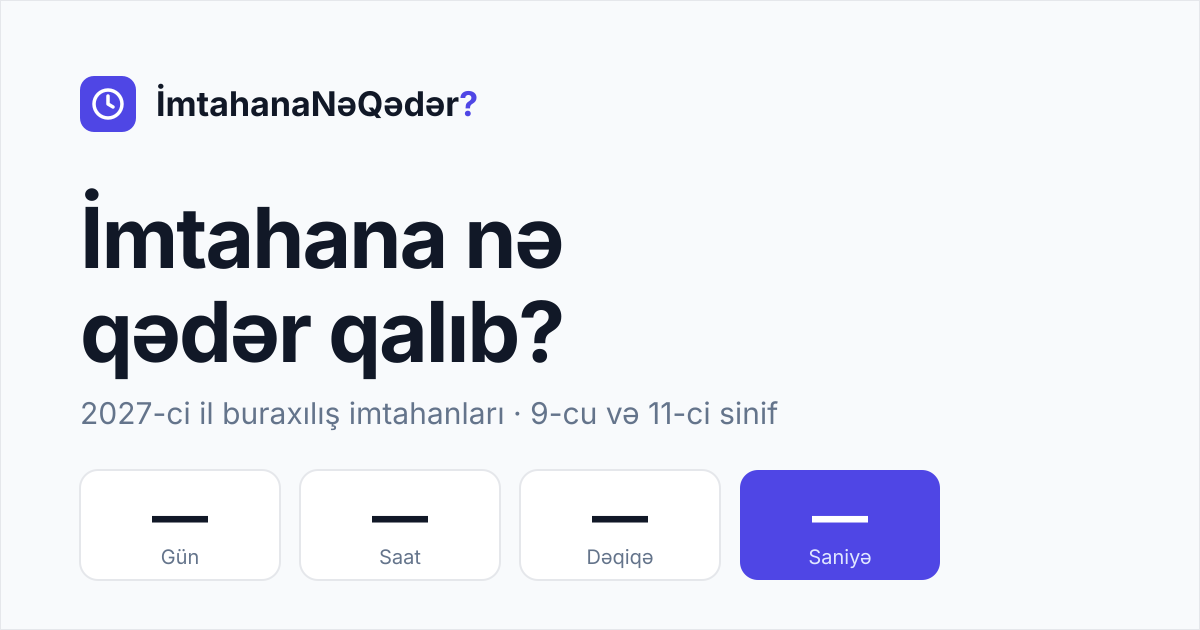 İmtahanaNəQədər?
İmtahana nə
qədər qalıb?
2027-ci il buraxılış imtahanları · 9-cu və 11-ci sinif
— — — —
Gün Saat Dəqiqə Saniyə